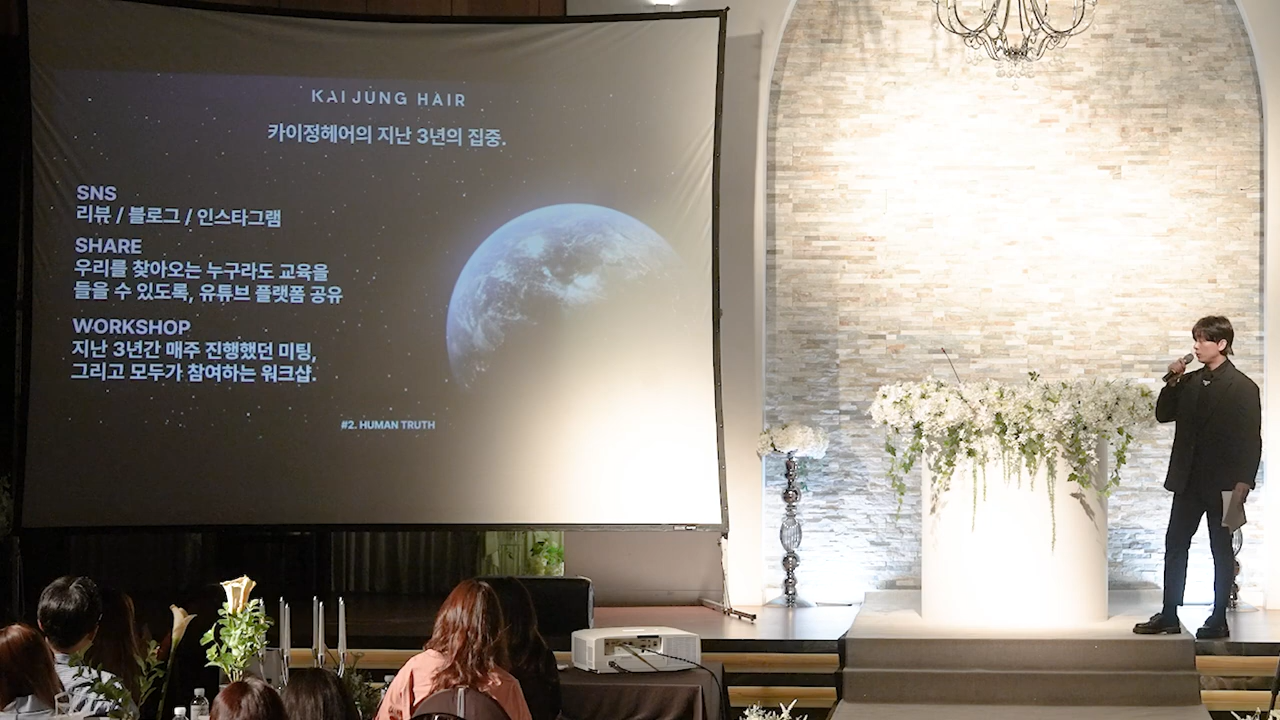 KAI JUNG HAIR
카이정헤어의 지난 3년의 집중.
SNS
리뷰 / 블로그 / 인스타그램
SHARE
우리를 찾아오는 누구라도 교육을
들을 수 있도록, 유튜브 플랫폼 공유
WORKSHOP
지난 3년간 매주 진행했던 미팅,
그리고 모두가 참여하는 워크샵.
#2. HUMAN TRUTH